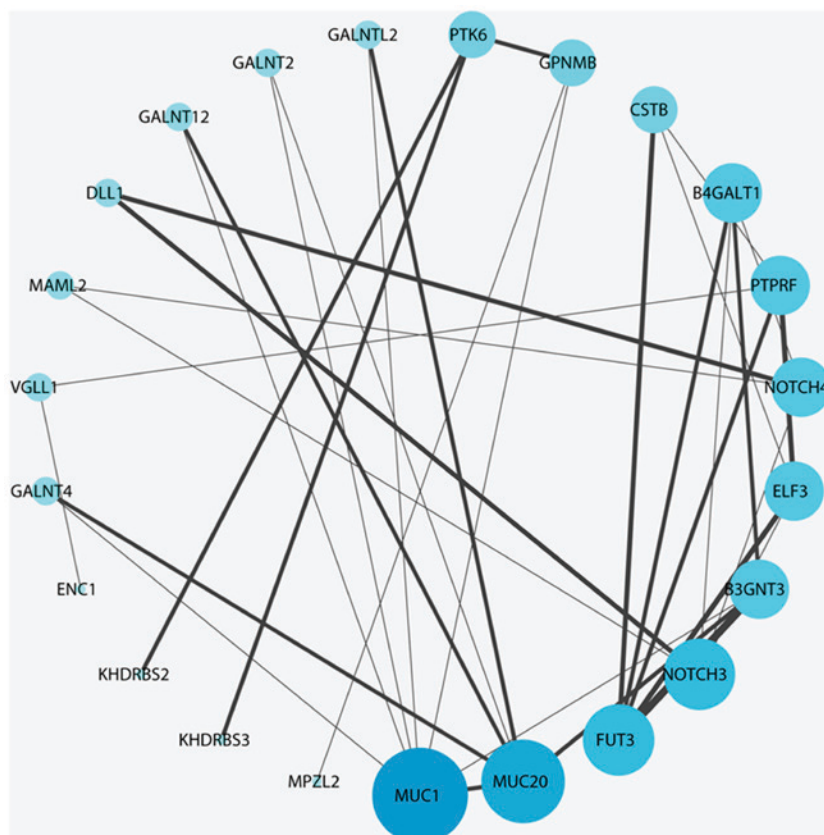 GALNTL2
PTK6
GALNT2
GPNMB
GALNT12
CSTB
DLL1
B4GALT1
MAML2
PTPRF
VGLL1
NOTCH4
GALNT4
ELF3
ENC1
B3GNT3
KHDRBS2
NOTCH3
KHDRBS3
FUT3
MPZL2
MUC20
MUC1